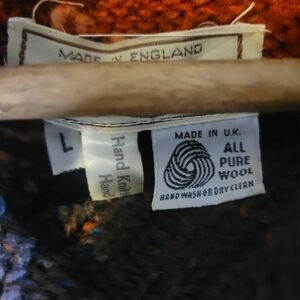 MADE IN ENGLAND
L
Hand Knit
Hand
MADE IN U.K.
ALL
PURE
WOOL
HAND WASH OR DRY CLEAN